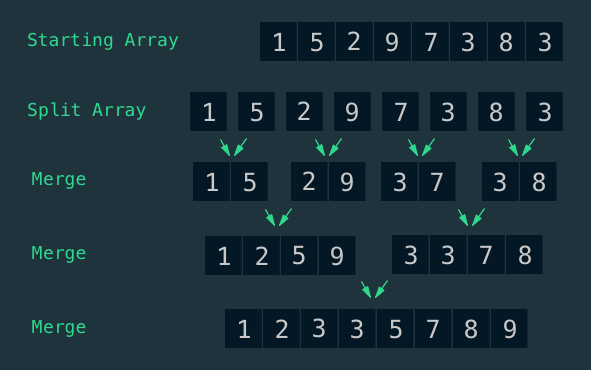 Starting Array 1 5 2 9 7 3 8 3
Split Array 1 5 2 9 7 3 8 3
Merge 1 5 2 9 3 7 3 8
Merge 1 2 5 9 3 3 7 8
Merge 1 2 3 3 5 7 8 9